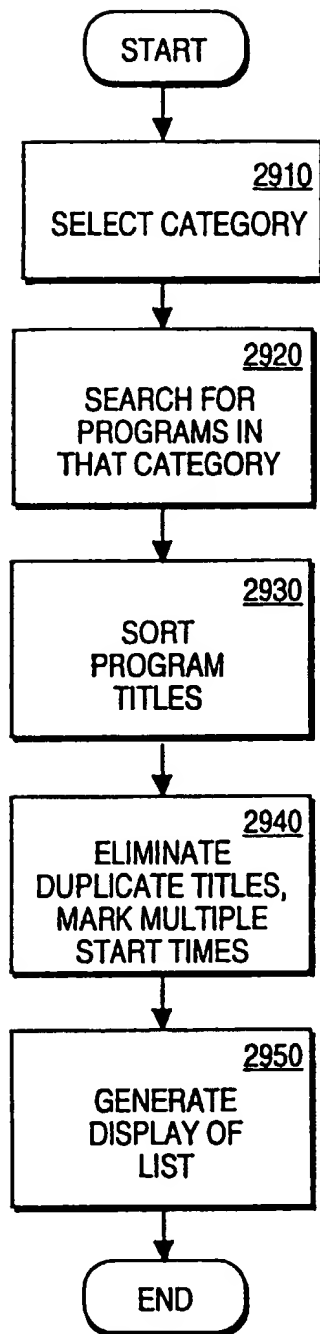 START
2910
SELECT CATEGORY
2920
SEARCH FOR
PROGRAMS IN
THAT CATEGORY
2930
SORT
PROGRAM
TITLES
2940
ELIMINATE
DUPLICATE TITLES,
MARK MULTIPLE
START TIMES
2950
GENERATE
DISPLAY OF
LIST
END